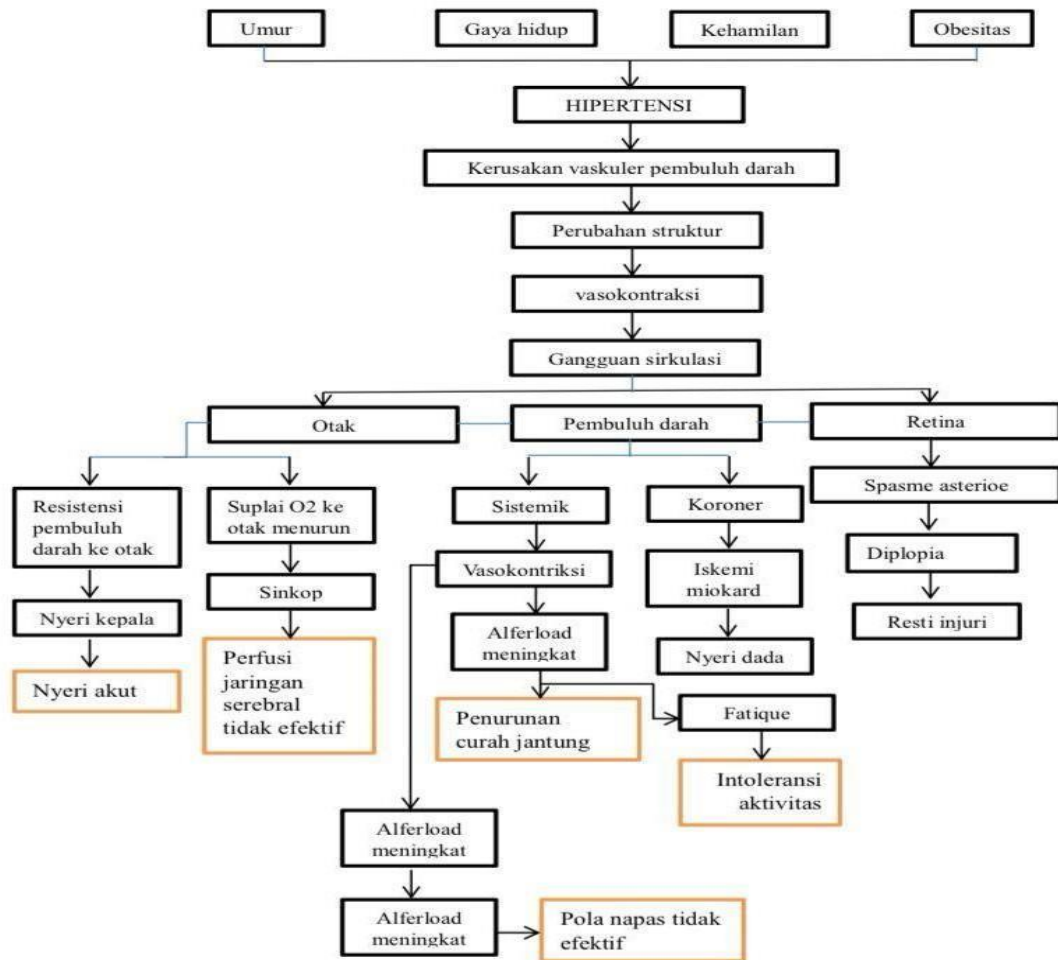 Umur
Gaya hidup
Kehamilan
Obesitas
HIPERTENSI
Kerusakan vaskuler pembuluh darah
Perubahan struktur
vasokontraksi
Gangguan sirkulasi
Otak
Pembuluh darah
Retina
Resistensi
pembuluh
darah ke otak
Suplai O2 ke
otak menurun
Sistemik
Koroner
Spasme asterioe
Sinkop
Vasokontriksi
Iskemi
miokard
Diplopia
Nyeri kepala
Alferload
meningkat
Nyeri dada
Resti injuri
Nyeri akut
Perfusi
jaringan
serebral
tidak efektif
Penurunan
curah jantung
Fatique
Intoleransi
aktivitas
Alferload
meningkat
Alferload
meningkat
Pola napas tidak
efektif